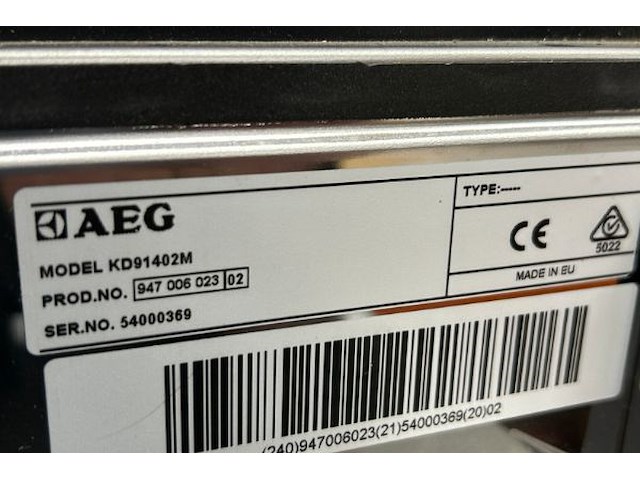 AEG
MODEL KD91402M
PROD.NO. 947 006 023 02
SER.NO. 54000369
TYPE:-----
CE
5022
MADE IN EU
(240)947006023(21)54000369(20)02